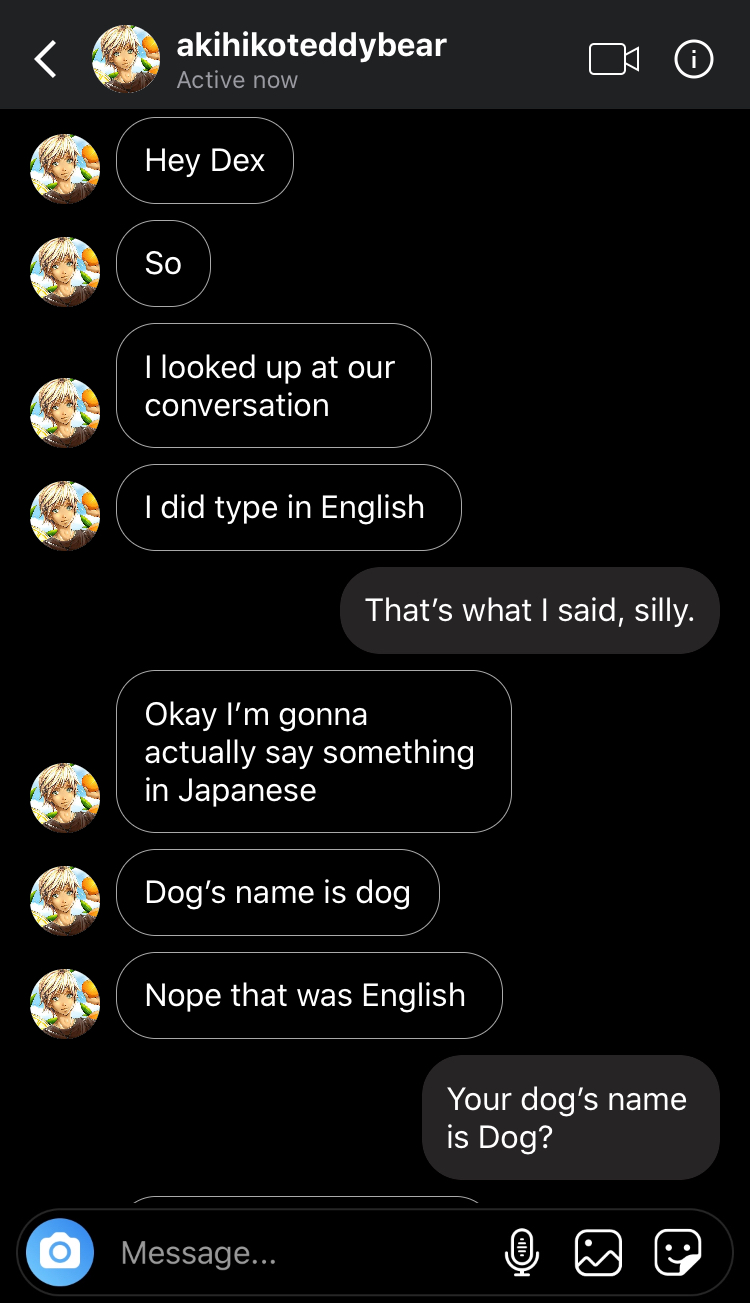 akihikoteddybear
Active now
Hey Dex
So
I looked up at our
conversation
I did type in English
That’s what I said, silly.
Okay I’m gonna
actually say something
in Japanese
Dog’s name is dog
Nope that was English
Your dog’s name
is Dog?
Message...